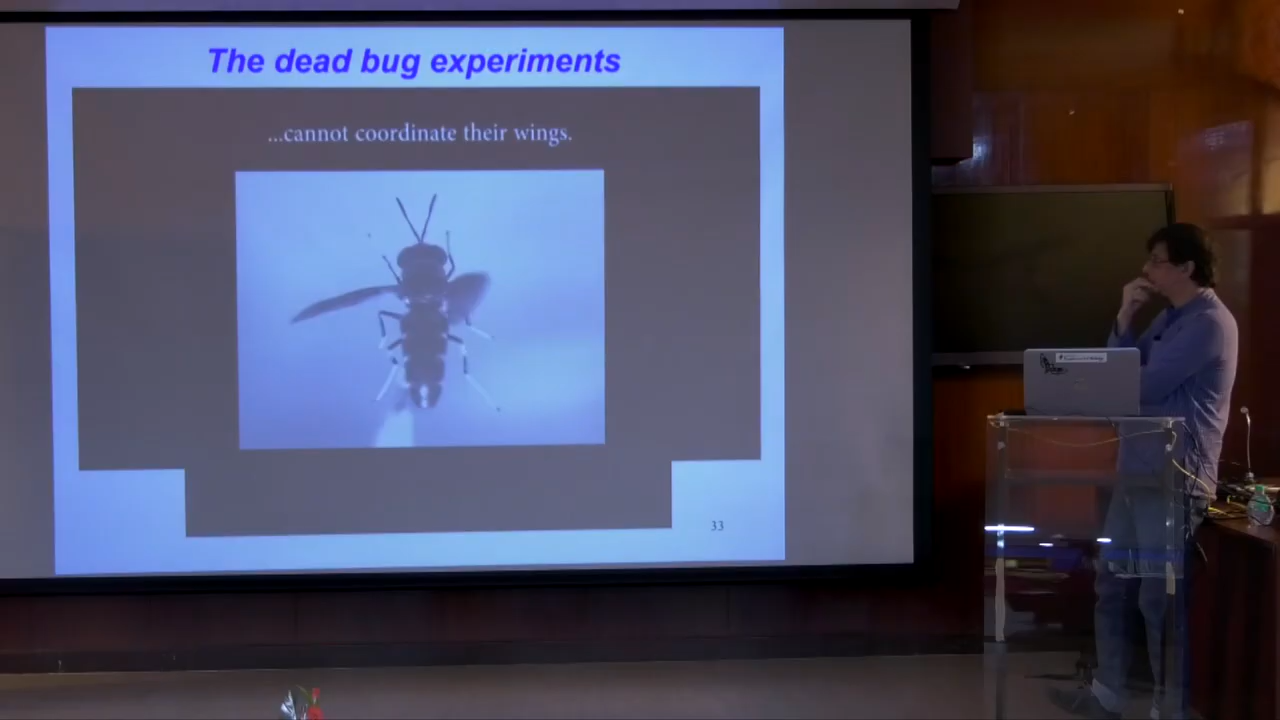 The dead bug experiments
...cannot coordinate their wings.
33